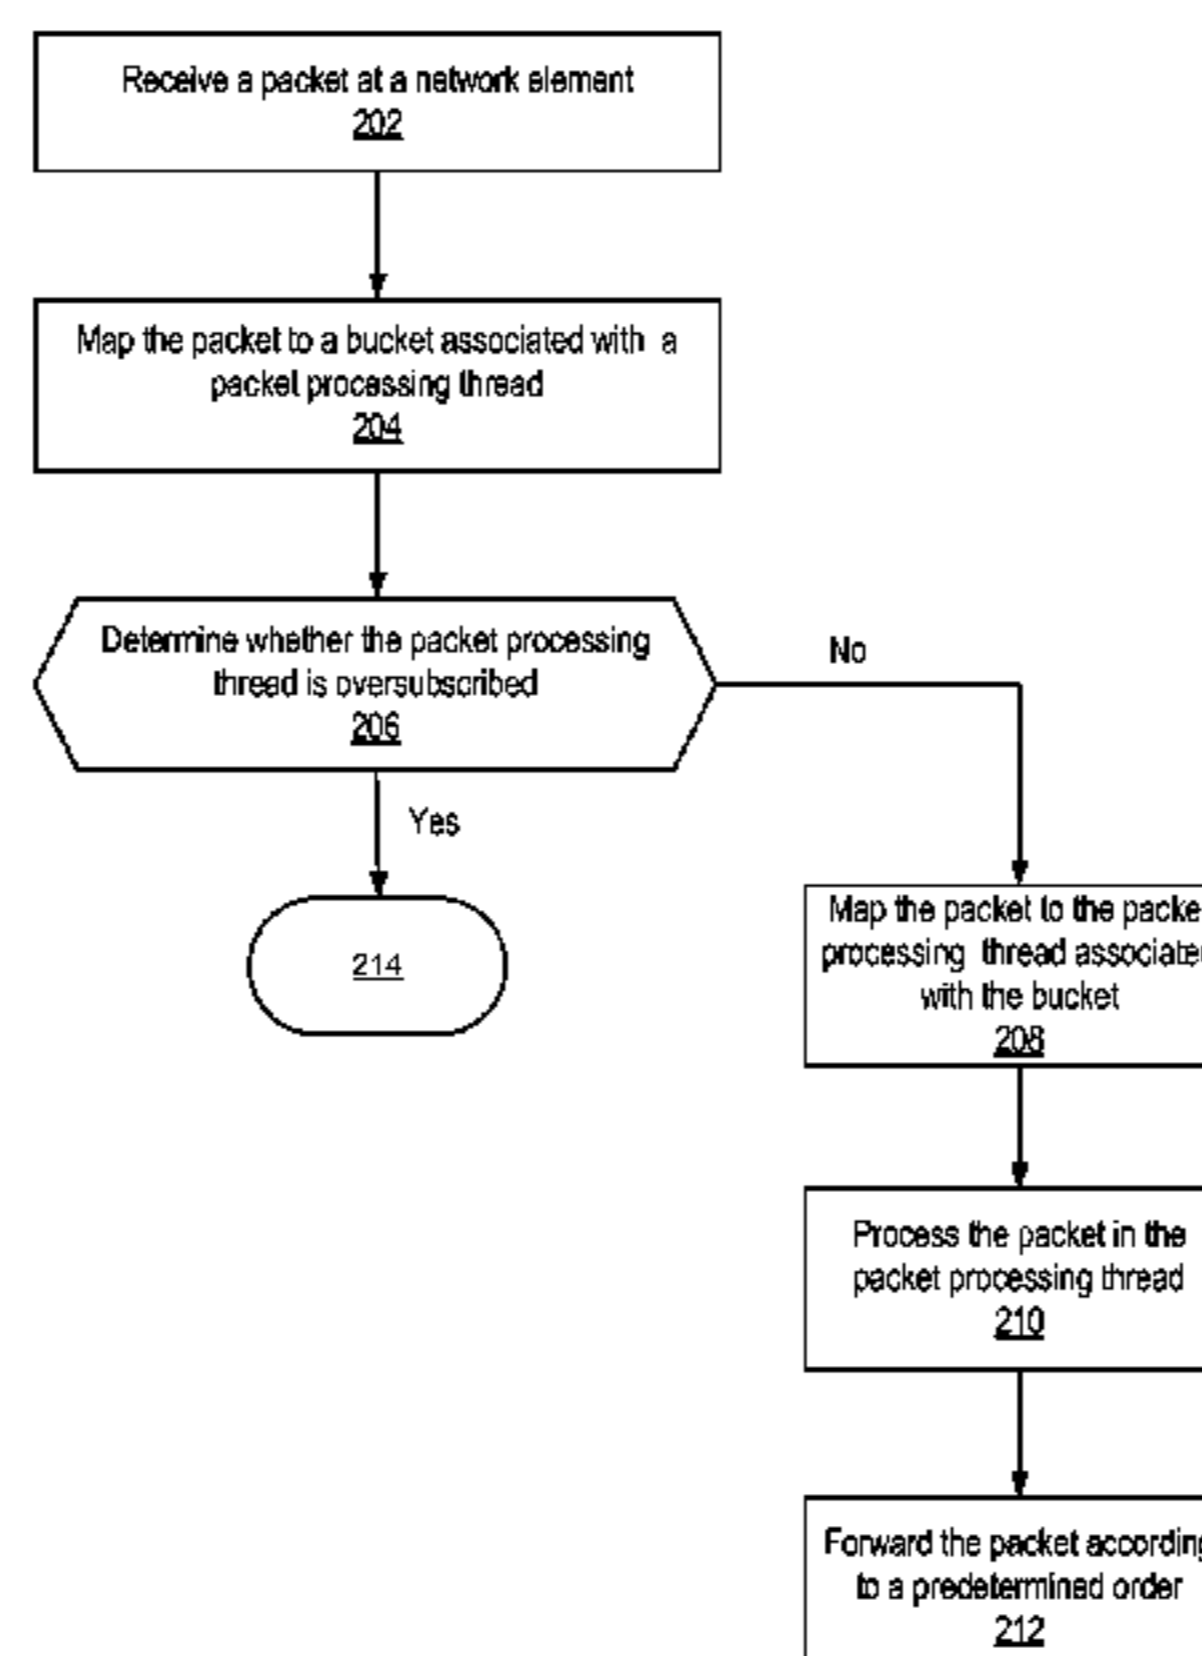 Receive a packet at a network element
202
Map the packet to a bucket associated with a
packet processing thread
204
Determine whether the packet processing
thread is oversubscribed
206
No
Yes
214
Map the packet to the packe
processing thread associate
with the bucket
208
Process the packet in the
packet processing thread
210
Forward the packet according
to a predetermined order
212